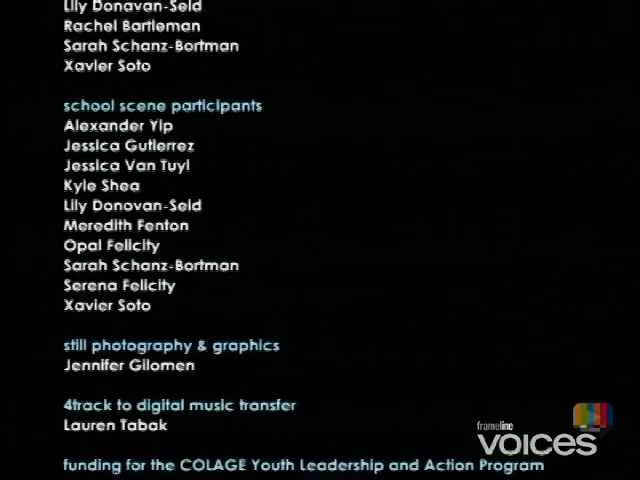 Lily Donovan-Seid
Rachel Bartleman
Sarah Schanz-Bortman
Xavier Soto
school scene participants
Alexander Yip
Jessica Gutierrez
Jessica Van Tuyl
Kyle Shea
Lily Donovan-Seid
Meredith Fenton
Opal Felicity
Sarah Schanz-Bortman
Serena Felicity
Xavier Soto
still photography & graphics
Jennifer Gilomen
4track to digital music transfer
Lauren Tabak
frameline
voices
funding for the COLAGE Youth Leadership and Action Program